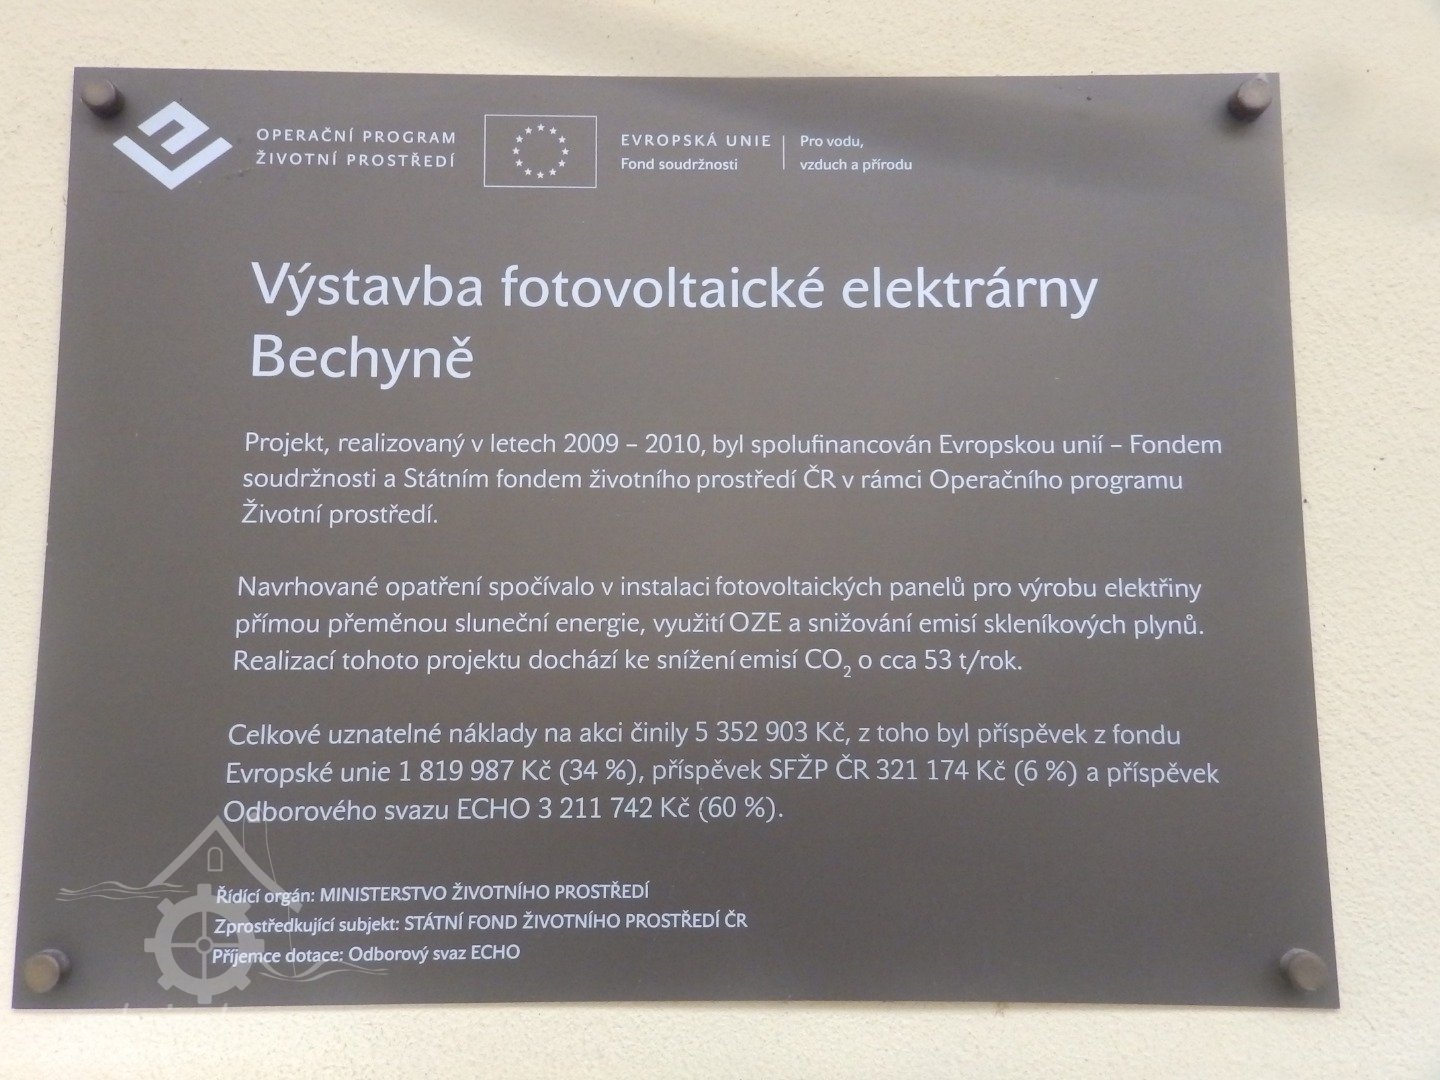 OPERAČNÍ PROGRAM
ŽIVOTNÍ PROSTŘEDÍ
EVROPSKÁ UNIE
Fond soudržnosti
Pro vodu,
vzduch a přírodu
Výstavba fotovoltaické elektrárny
Bechyně
Projekt, realizovaný v letech 2009 – 2010, byl spolufinancován Evropskou unií – Fondem
soudržnosti a Státním fondem životního prostředí ČR v rámci Operačního programu
Životní prostředí.
Navrhované opatření spočívalo v instalaci fotovoltaických panelů pro výrobu elektřiny
přímou přeměnou sluneční energie, využití OZE a snižování emisí skleníkových plynů.
Realizací tohoto projektu dochází ke snížení emisí CO₂ o cca 53 t/rok.
Celkové uznatelné náklady na akci činily 5 352 903 Kč, z toho byl příspěvek z fondu
Evropské unie 1 819 987 Kč (34 %), příspěvek SFŽP ČR 321 174 Kč (6 %) a příspěvek
Odborového svazu ECHO 3 211 742 Kč (60 %).
Řídící orgán: MINISTERSTVO ŽIVOTNÍHO PROSTŘEDÍ
Zprostředkující subjekt: STÁTNÍ FOND ŽIVOTNÍHO PROSTŘEDÍ ČR
Příjemce dotace: Odborový svaz ECHO